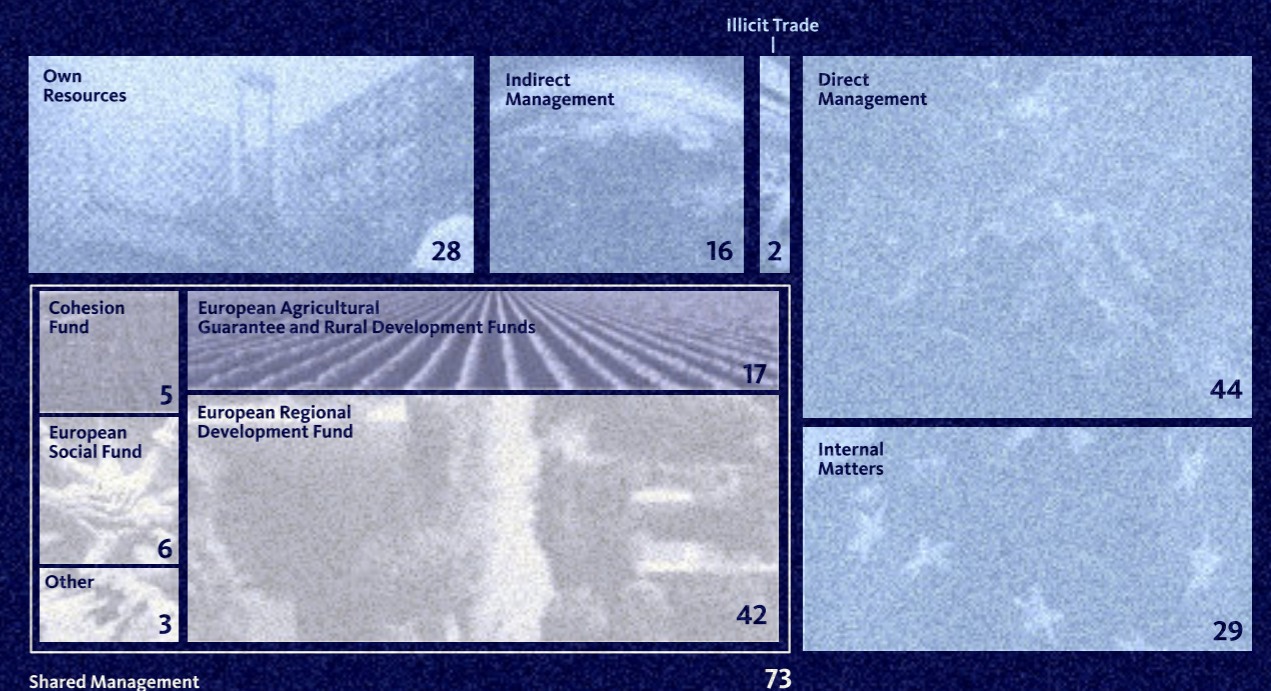 Illicit Trade
Own
Resources
28
Indirect
Management
16
2
Direct
Management
44
Cohesion
Fund
5
European Agricultural
Guarantee and Rural Development Funds
17
European Social Fund
6
European Regional
Development Fund
42
Other
3
Internal
Matters
29
Shared Management
73